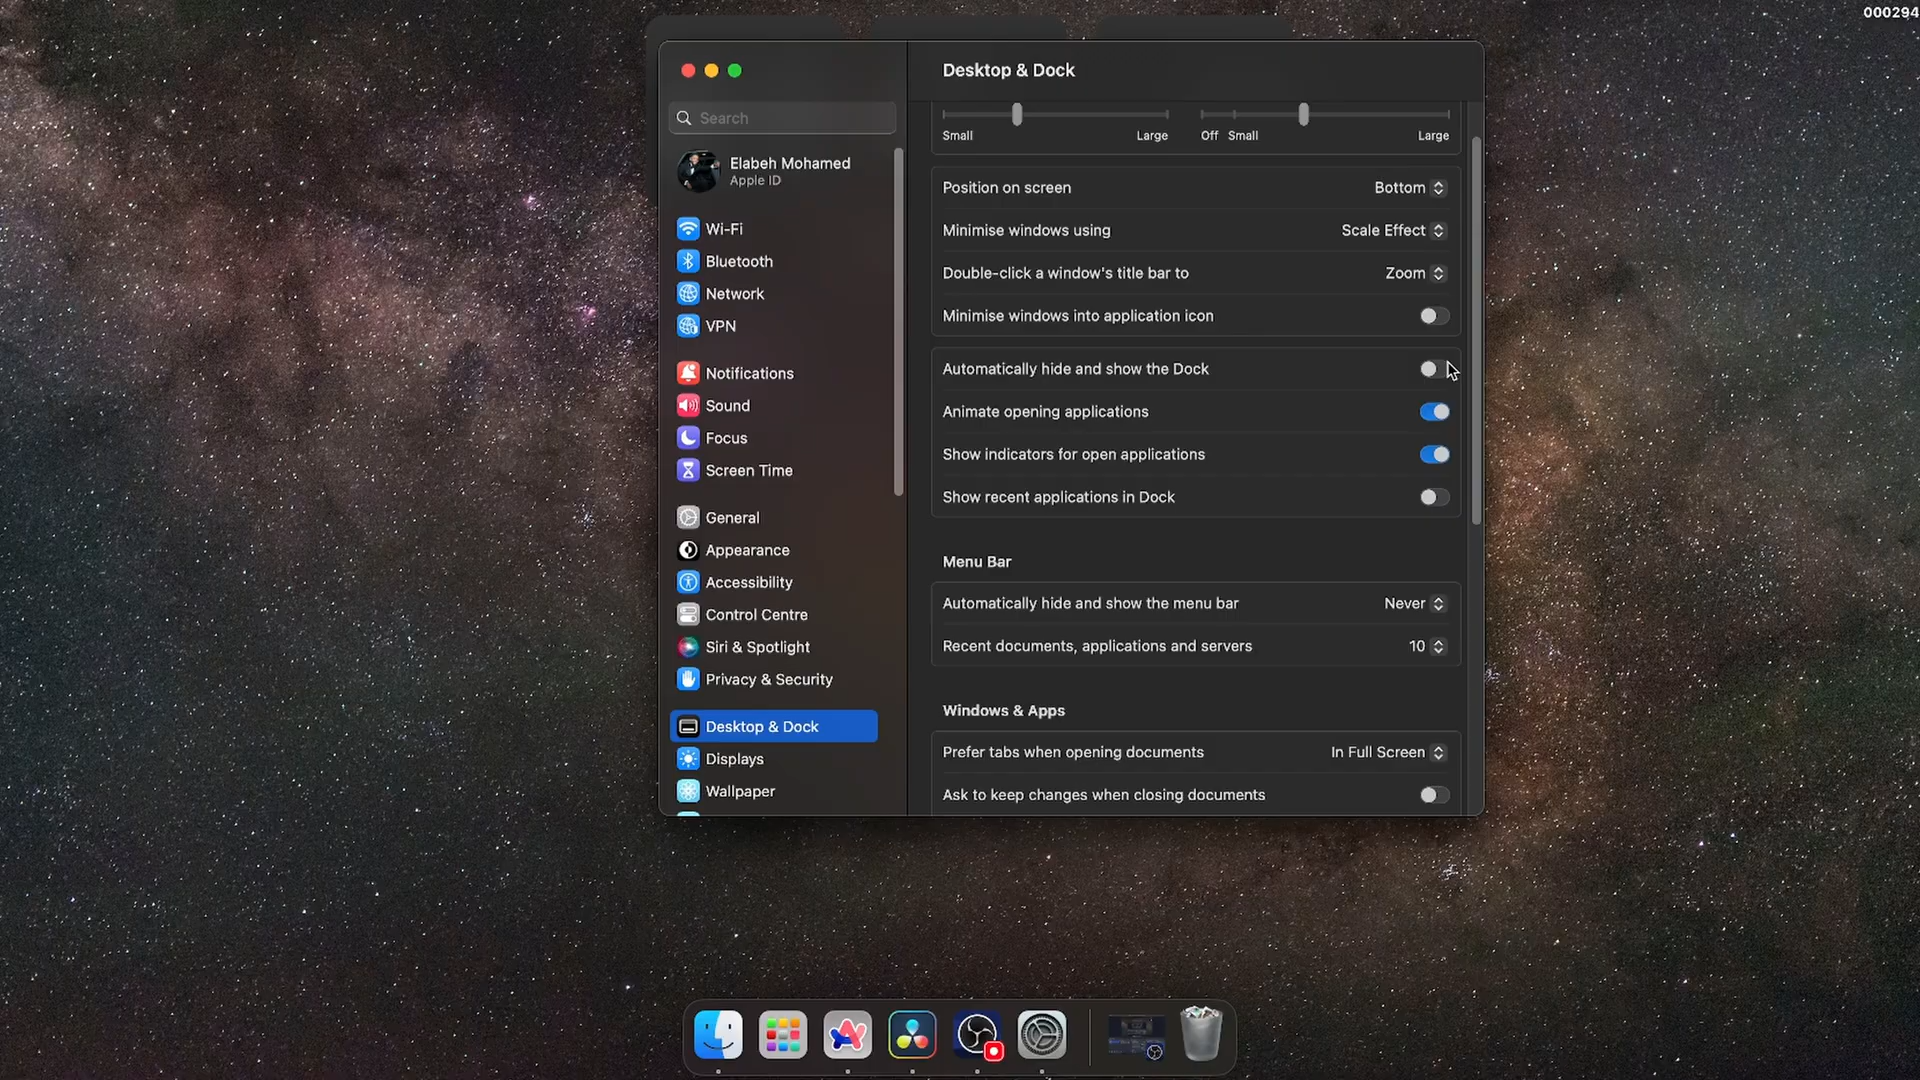 000294
Desktop & Dock
Search
Small Large Off Small Large
Elabeh Mohamed
Apple ID
Position on screen Bottom
Wi-Fi
Minimise windows using Scale Effect
Bluetooth
Double-click a window's title bar to Zoom
Network
Minimise windows into application icon
VPN
Automatically hide and show the Dock
Notifications
Animate opening applications
Sound
Focus
Show indicators for open applications
Screen Time
Show recent applications in Dock
General
Appearance
Menu Bar
Accessibility
Automatically hide and show the menu bar Never
Control Centre
Recent documents, applications and servers 10
Siri & Spotlight
Privacy & Security
Windows & Apps
Desktop & Dock
Prefer tabs when opening documents In Full Screen
Displays
Wallpaper
Ask to keep changes when closing documents